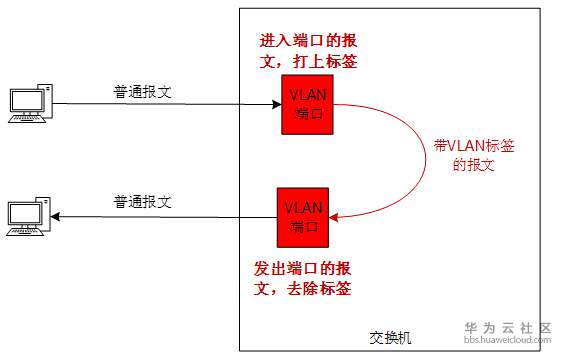 进入端口的报
文，打上标签
普通报文
VLAN
端口
带VLAN标签
的报文
普通报文
VLAN
端口
发出端口的报
文，去除标签
交换机
华为云社区
bbs.huaweicloud.com